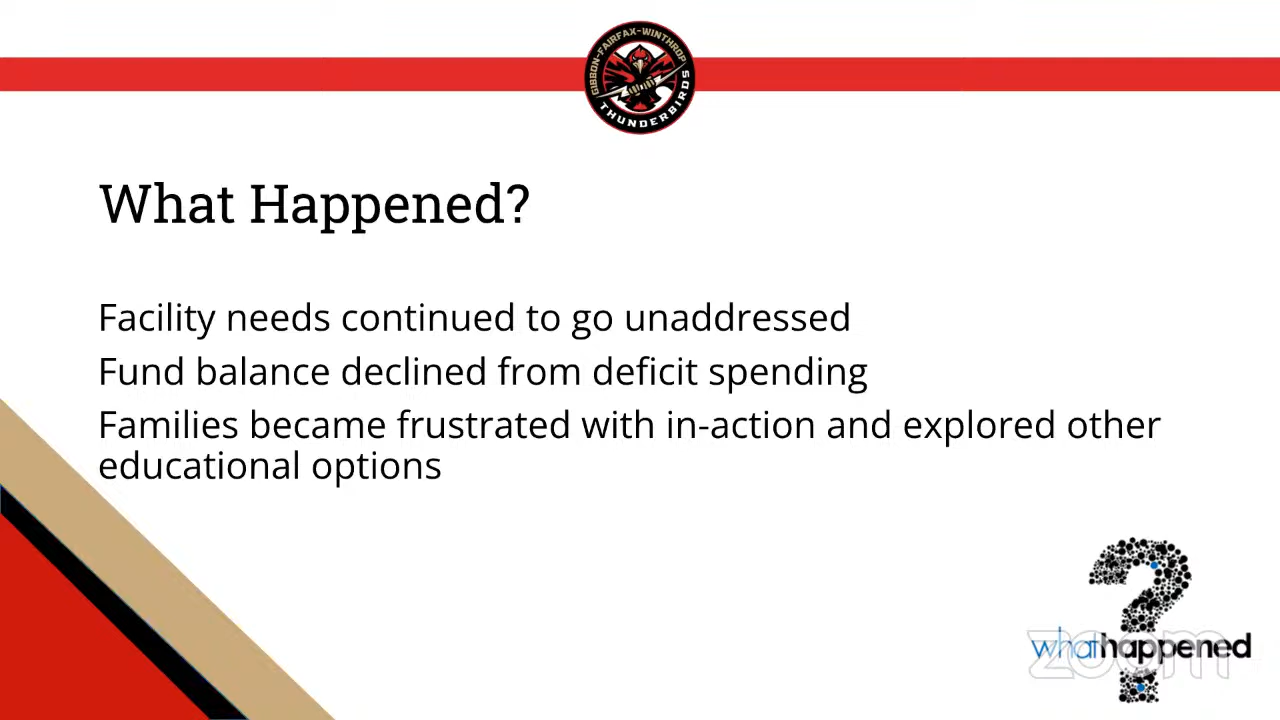 GIBBON-FAIRFAX-WINTHROP
THUNDERBIRDS
What Happened?
Facility needs continued to go unaddressed
Fund balance declined from deficit spending
Families became frustrated with in-action and explored other
educational options
whathappened
zoom